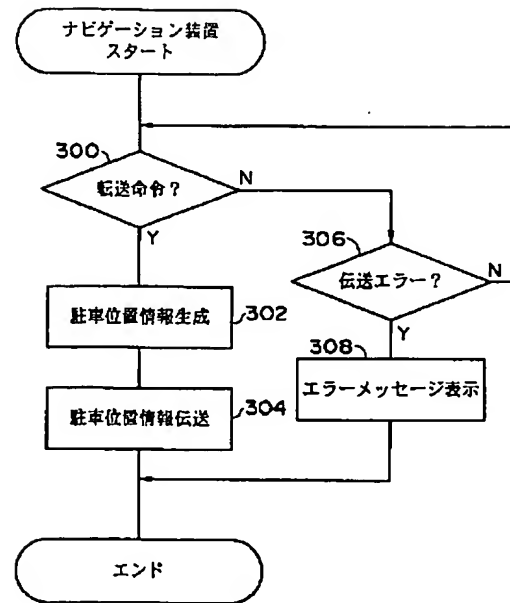 ナビゲーション装置
スタート
300
転送命令?
N
Y
306
伝送エラー?
N
Y
駐車位置情報生成
302
308
エラーメッセージ表示
駐車位置情報伝送
304
エンド